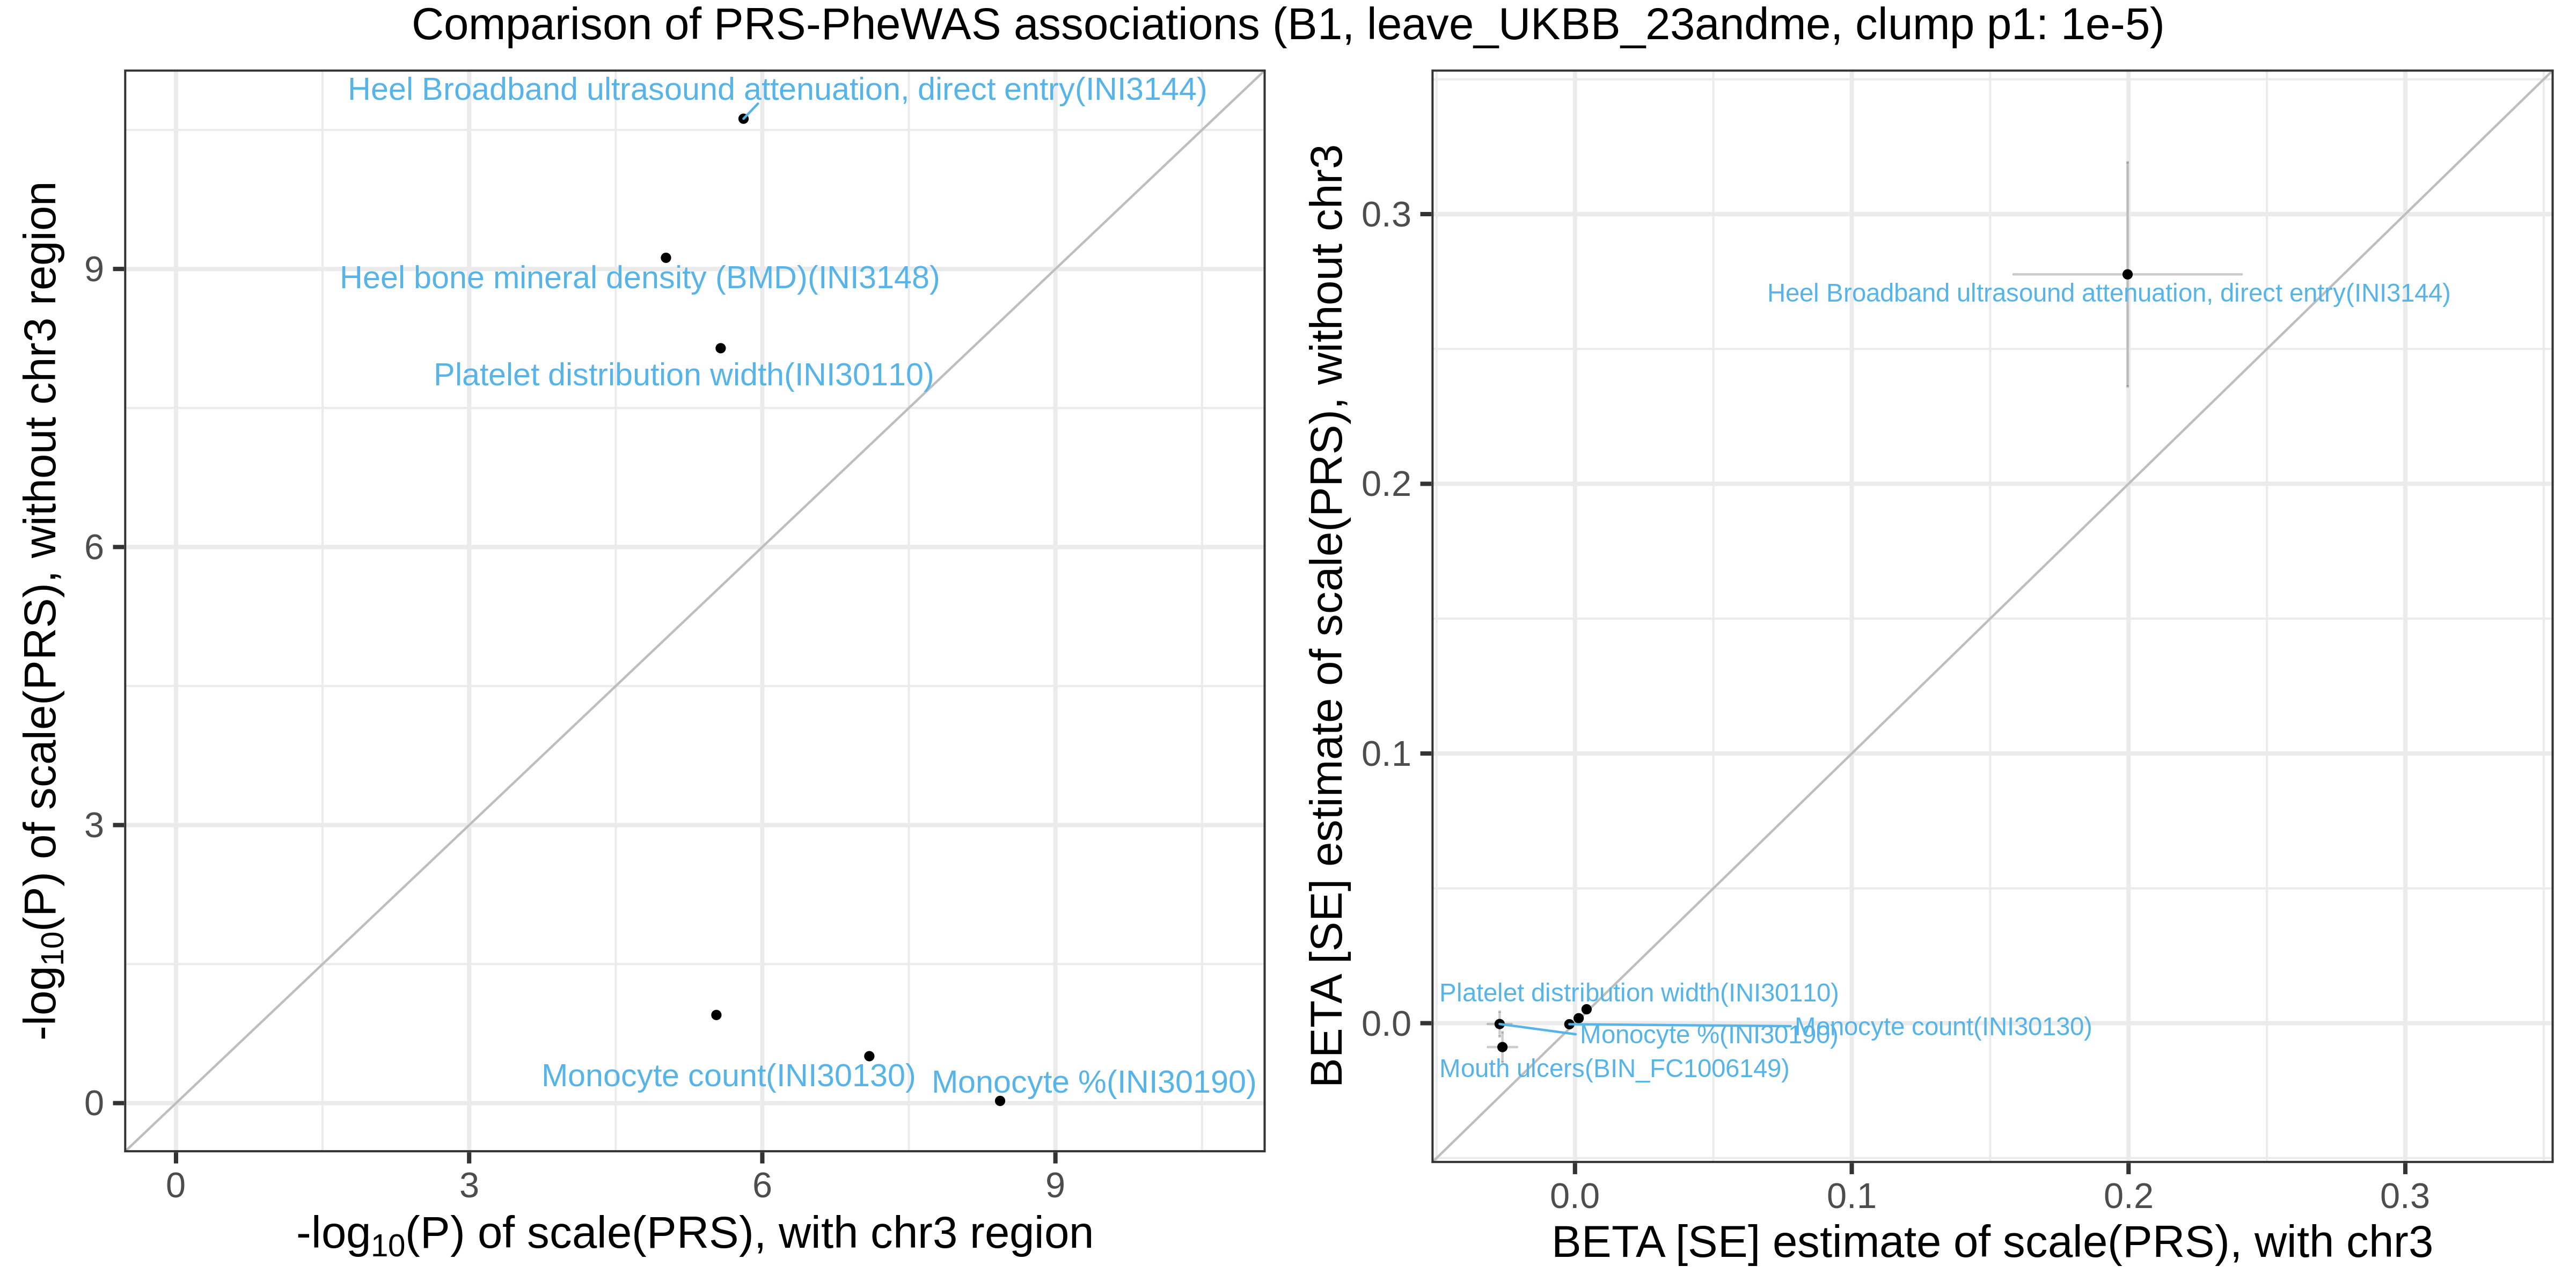 Comparison of PRS-PheWAS associations (B1, leave_UKBB_23andme, clump p1: 1e-5)
-log10(P) of scale(PRS), without chr3 region
9
6
3
0
Heel Broadband ultrasound attenuation, direct entry(INI3144)
Heel bone mineral density (BMD)(INI3148)
Platelet distribution width(INI30110)
Monocyte count(INI30130)
Monocyte %(INI30190)
0
3
6
9
-log10(P) of scale(PRS), with chr3 region
BETA [SE] estimate of scale(PRS), without chr3
0.3
0.2
0.1
0.0
Heel Broadband ultrasound attenuation, direct entry(INI3144)
Platelet distribution width(INI30110)
Monocyte count(INI30130)
Monocyte %(INI30190)
Mouth ulcers(BIN_FC1006149)
0.0
0.1
0.2
0.3
BETA [SE] estimate of scale(PRS), with chr3